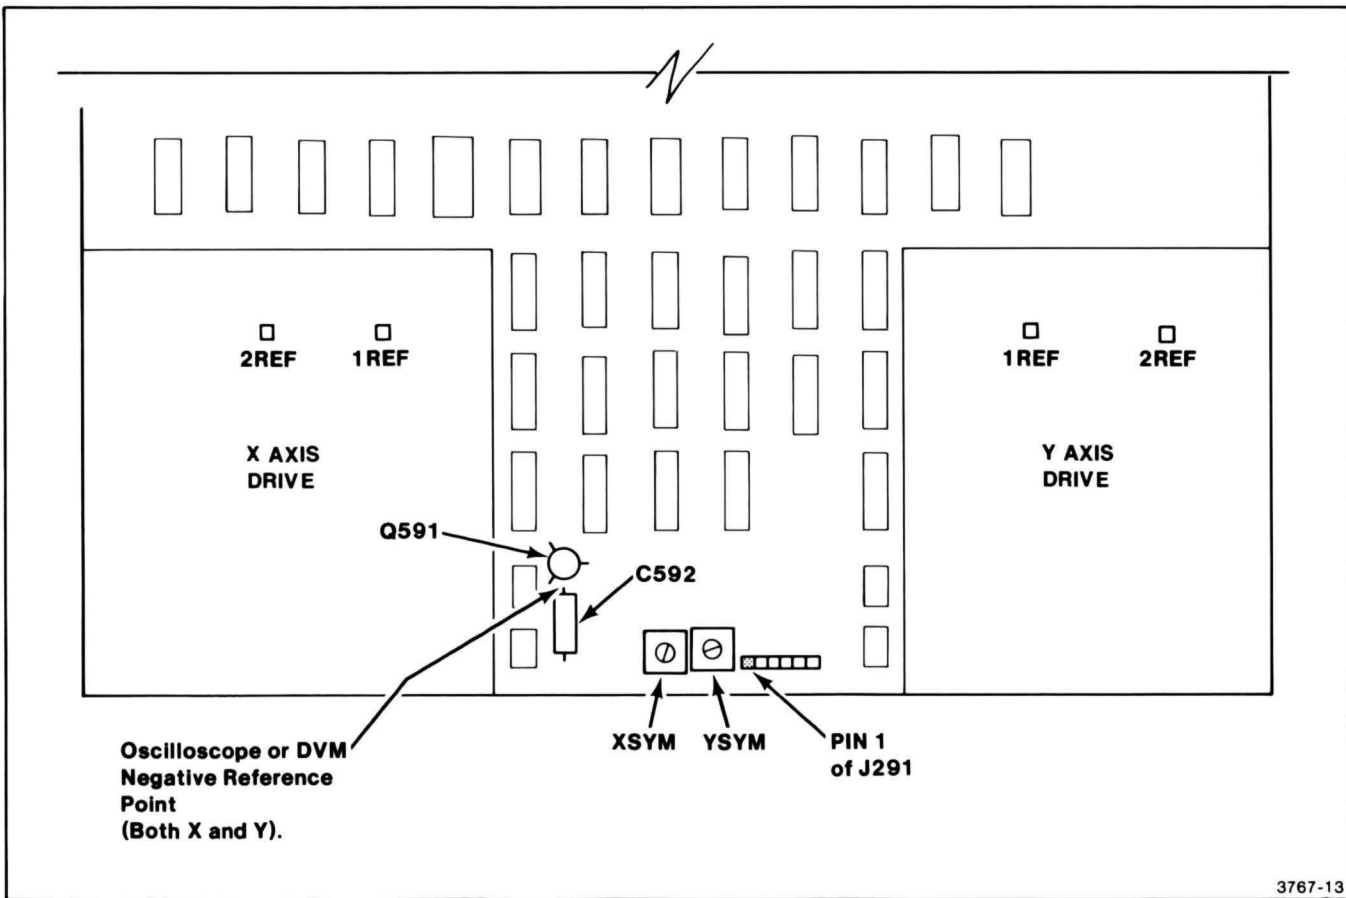 2REF
1REF
1REF
2REF
X AXIS
DRIVE
Y AXIS
DRIVE
Q591
C592
Oscilloscope or DVM
Negative Reference
Point
(Both X and Y).
XSYM
YSYM
PIN 1
of J291
3767-13